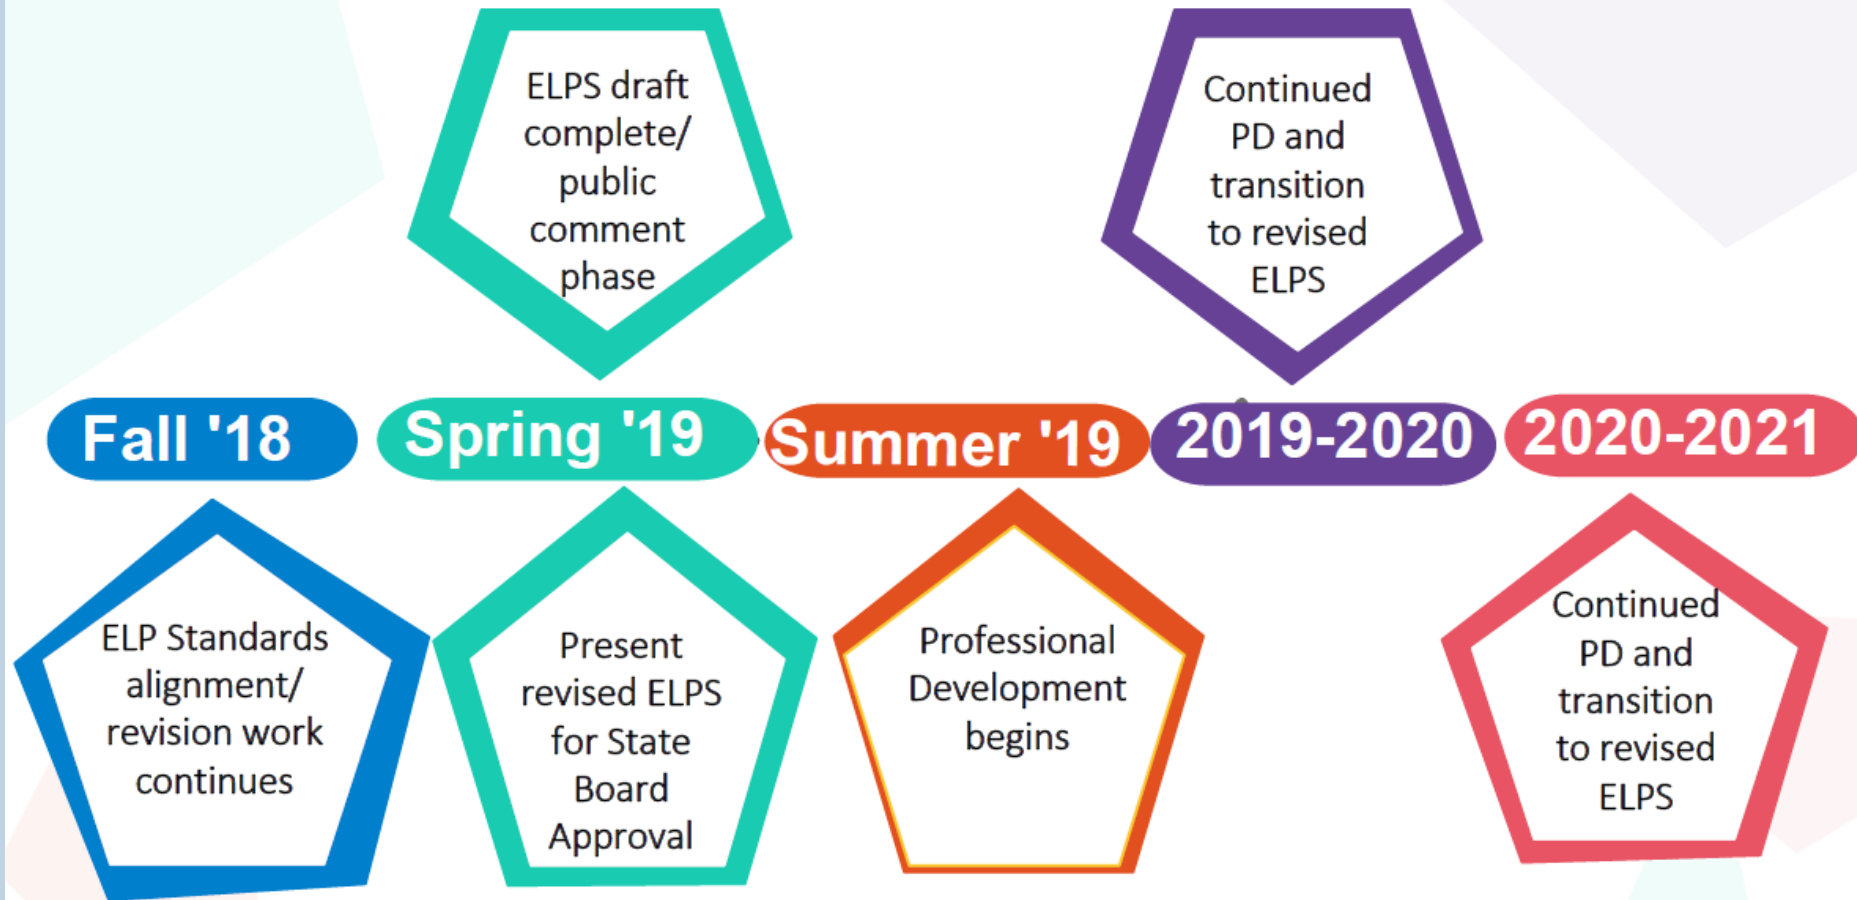 ELPS draft
complete/
public
comment
phase
Continued
PD and
transition
to revised
ELPS
Fall '18
Spring '19
Summer '19
2019-2020
2020-2021
ELP Standards
alignment/
revision work
continues
Present
revised ELPS
for State
Board
Approval
Professional
Development
begins
Continued
PD and
transition
to revised
ELPS